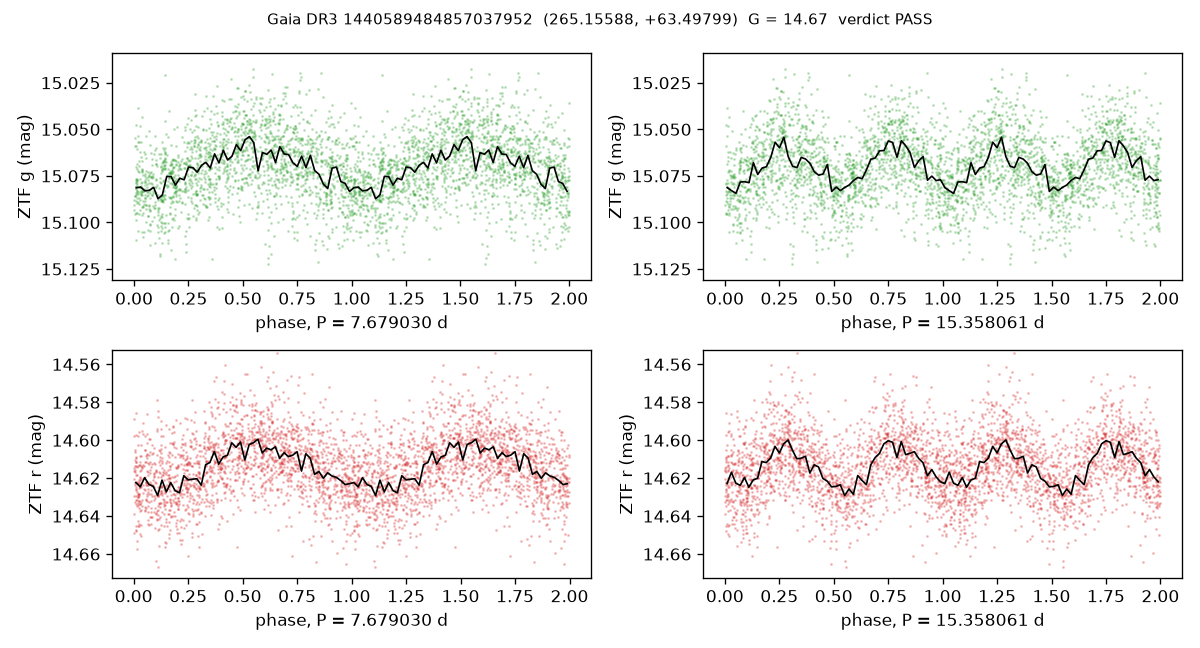 Gaia DR3 1440589484857037952  (265.15588, +63.49799)  G = 14.67  verdict PASS
15.025
15.050
15.075
15.100
15.125
ZTF g (mag)
0.00 0.25 0.50 0.75 1.00 1.25 1.50 1.75 2.00
phase, P = 7.679030 d
15.025
15.050
15.075
15.100
15.125
ZTF g (mag)
0.00 0.25 0.50 0.75 1.00 1.25 1.50 1.75 2.00
phase, P = 15.358061 d
14.56
14.58
14.60
14.62
14.64
14.66
ZTF r (mag)
0.00 0.25 0.50 0.75 1.00 1.25 1.50 1.75 2.00
phase, P = 7.679030 d
14.56
14.58
14.60
14.62
14.64
14.66
ZTF r (mag)
0.00 0.25 0.50 0.75 1.00 1.25 1.50 1.75 2.00
phase, P = 15.358061 d